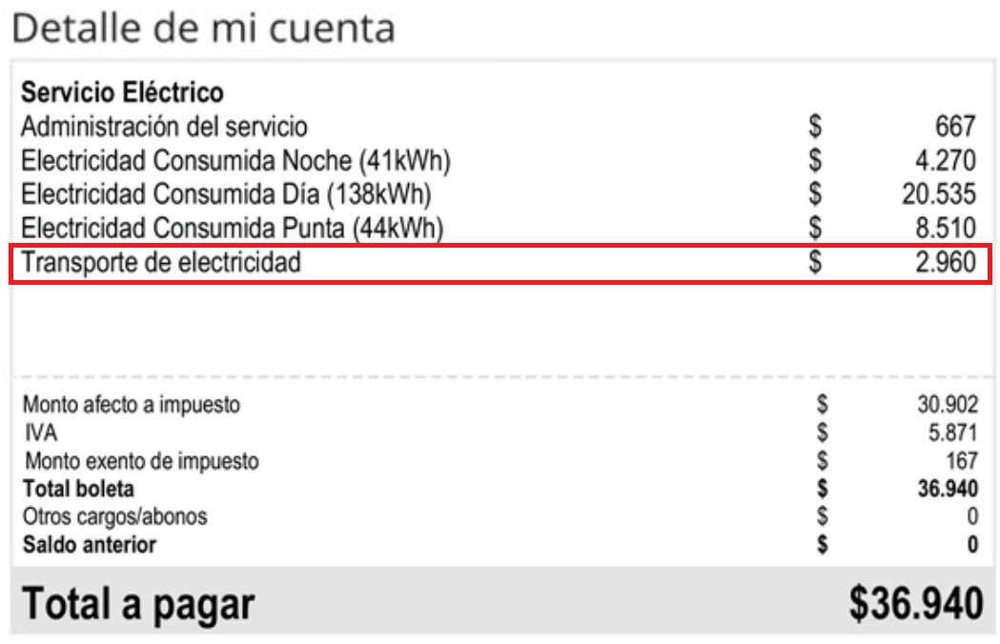 Detalle de mi cuenta
Servicio Eléctrico
Administración del servicio $ 667
Electricidad Consumida Noche (41kWh) $ 4.270
Electricidad Consumida Día (138kWh) $ 20.535
Electricidad Consumida Punta (44kWh) $ 8.510
Transporte de electricidad $ 2.960
Monto afecto a impuesto $ 30.902
IVA $ 5.871
Monto exento de impuesto $ 167
Total boleta $ 36.940
Otros cargos/abonos $ 0
Saldo anterior $ 0
Total a pagar $36.940